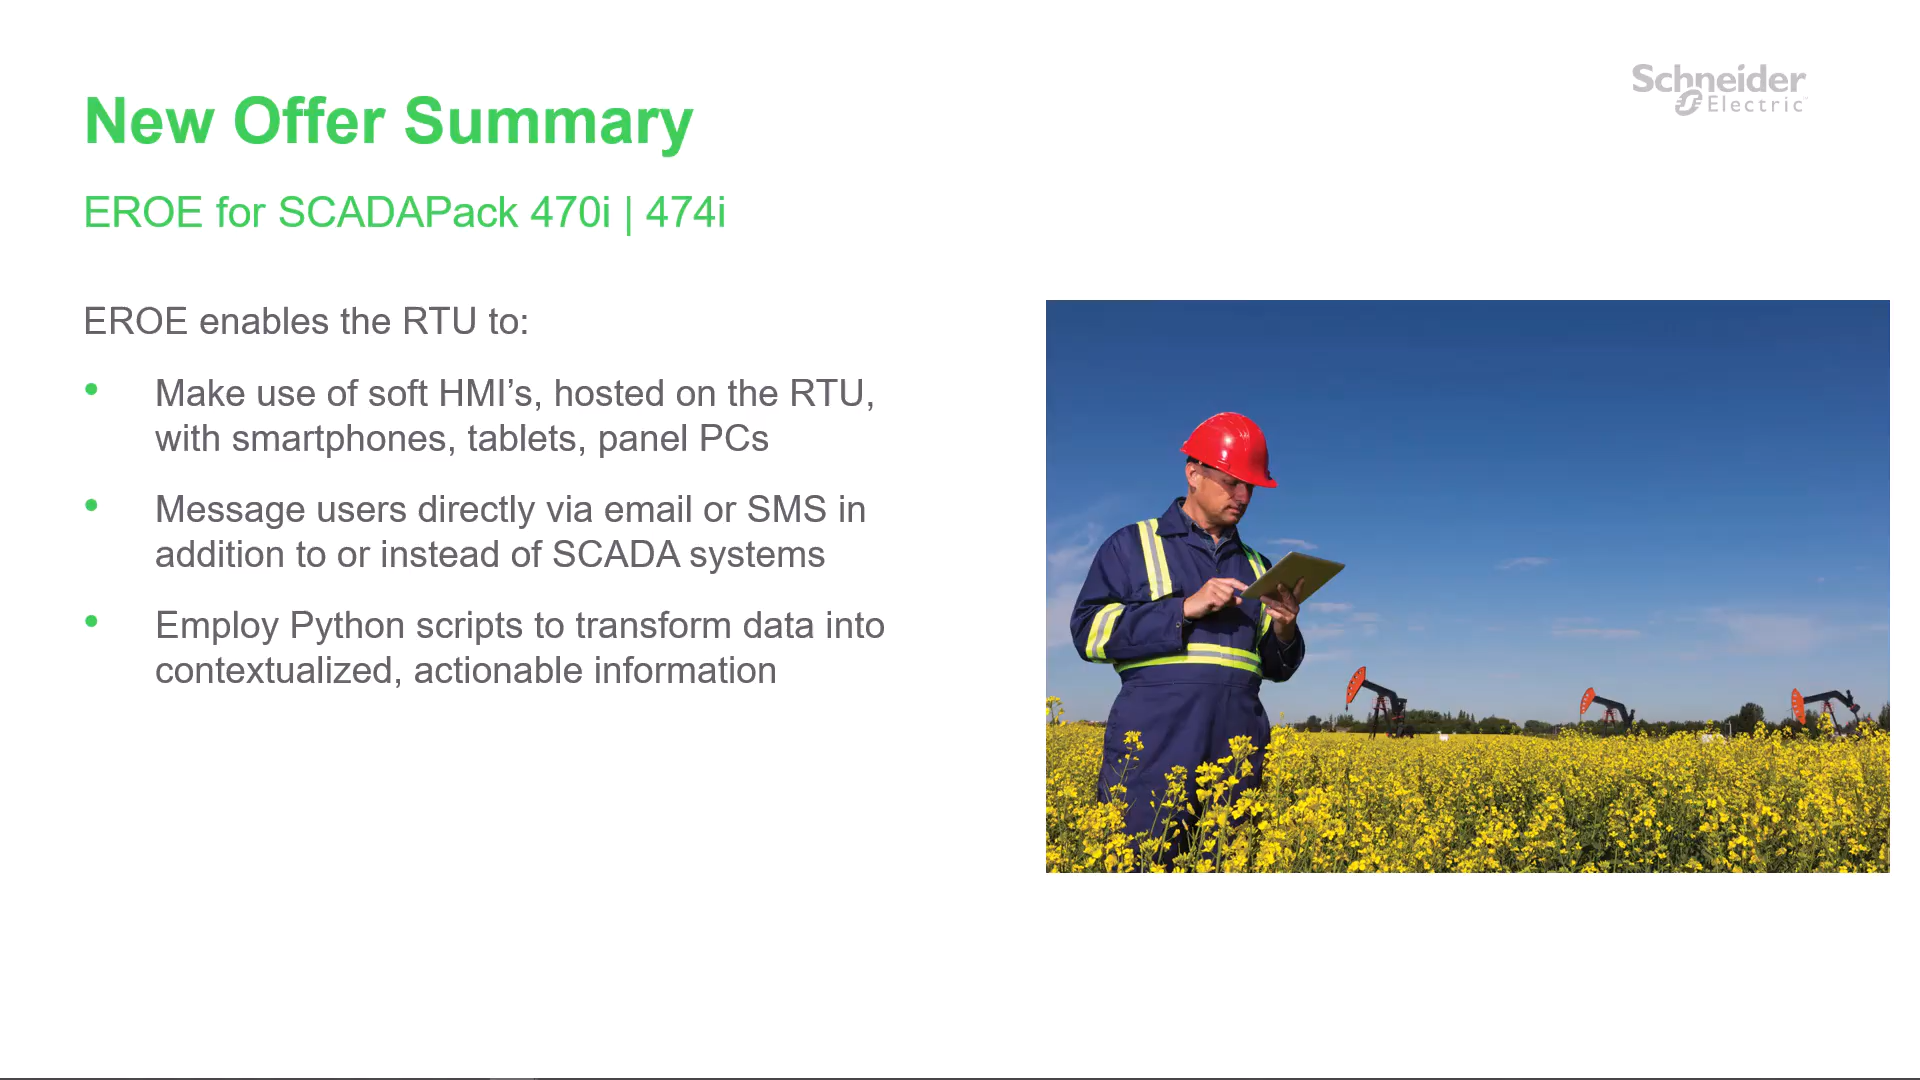 Schneider
Electric
New Offer Summary
EROE for SCADAPack 470i | 474i
EROE enables the RTU to:
• Make use of soft HMI’s, hosted on the RTU,
with smartphones, tablets, panel PCs
• Message users directly via email or SMS in
addition to or instead of SCADA systems
• Employ Python scripts to transform data into
contextualized, actionable information